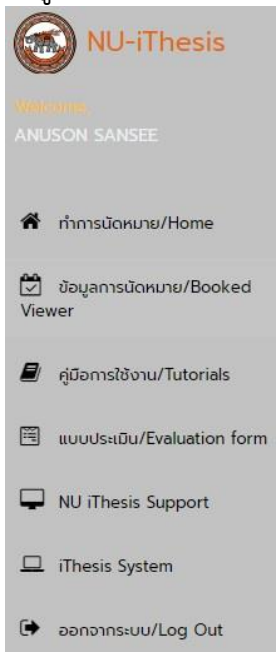 NU-iThesis
Welcome
ANUSON SANSEE
ทำการนัดหมาย/Home
ข้อมูลการนัดหมาย/Booked
Viewer
คู่มือการใช้งาน/Tutorials
แบบประเมิน/Evaluation form
NU iThesis Support
iThesis System
ออกจากระบบ/Log Out